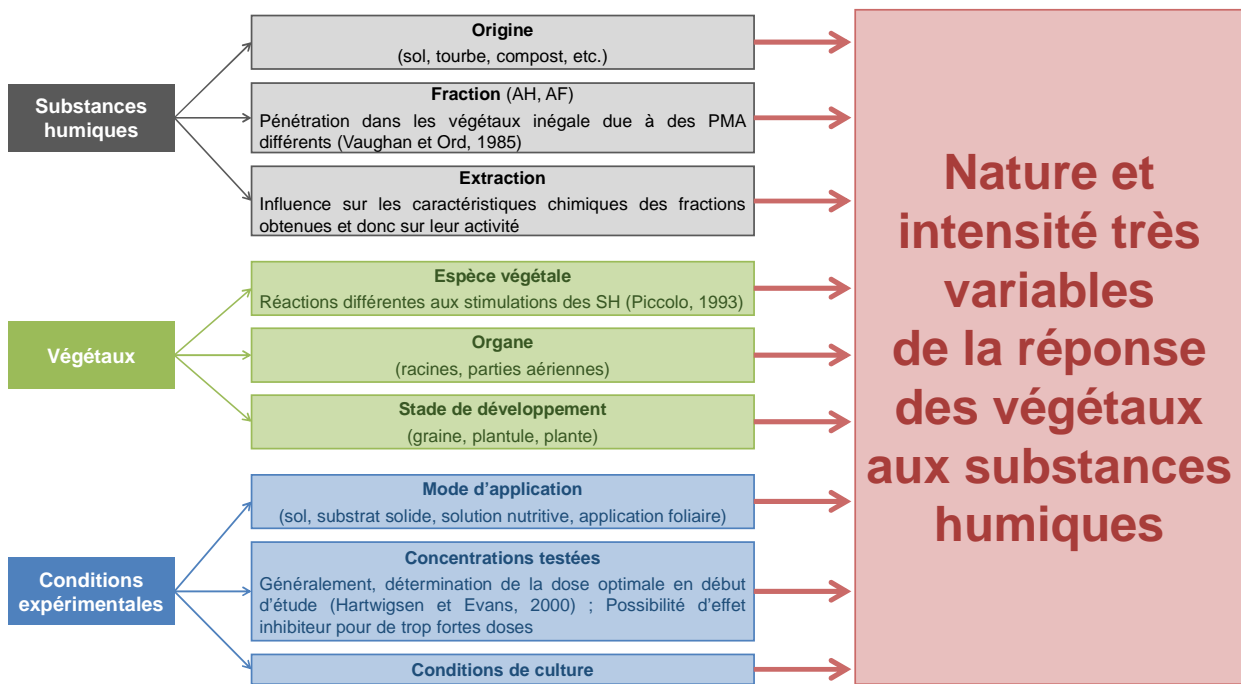 Substances
humiques
Origine
(sol, tourbe, compost, etc.)
Fraction (AH, AF)
Pénétration dans les végétaux inégale due à des PMA
différents (Vaughan et Ord, 1985)
Extraction
Influence sur les caractéristiques chimiques des fractions
obtenues et donc sur leur activité
Végétaux
Espèce végétale
Réactions différentes aux stimulations des SH (Piccolo, 1993)
Organe
(racines, parties aériennes)
Stade de développement
(graine, plantule, plante)
Conditions
expérimentales
Mode d'application
(sol, substrat solide, solution nutritive, application foliaire)
Concentrations testées
Généralement, détermination de la dose optimale en début
d'étude (Hartwigsen et Evans, 2000) ; Possibilité d'effet
inhibiteur pour de trop fortes doses
Conditions de culture
Nature et
intensité très
variables
de la réponse
des végétaux
aux substances
humiques